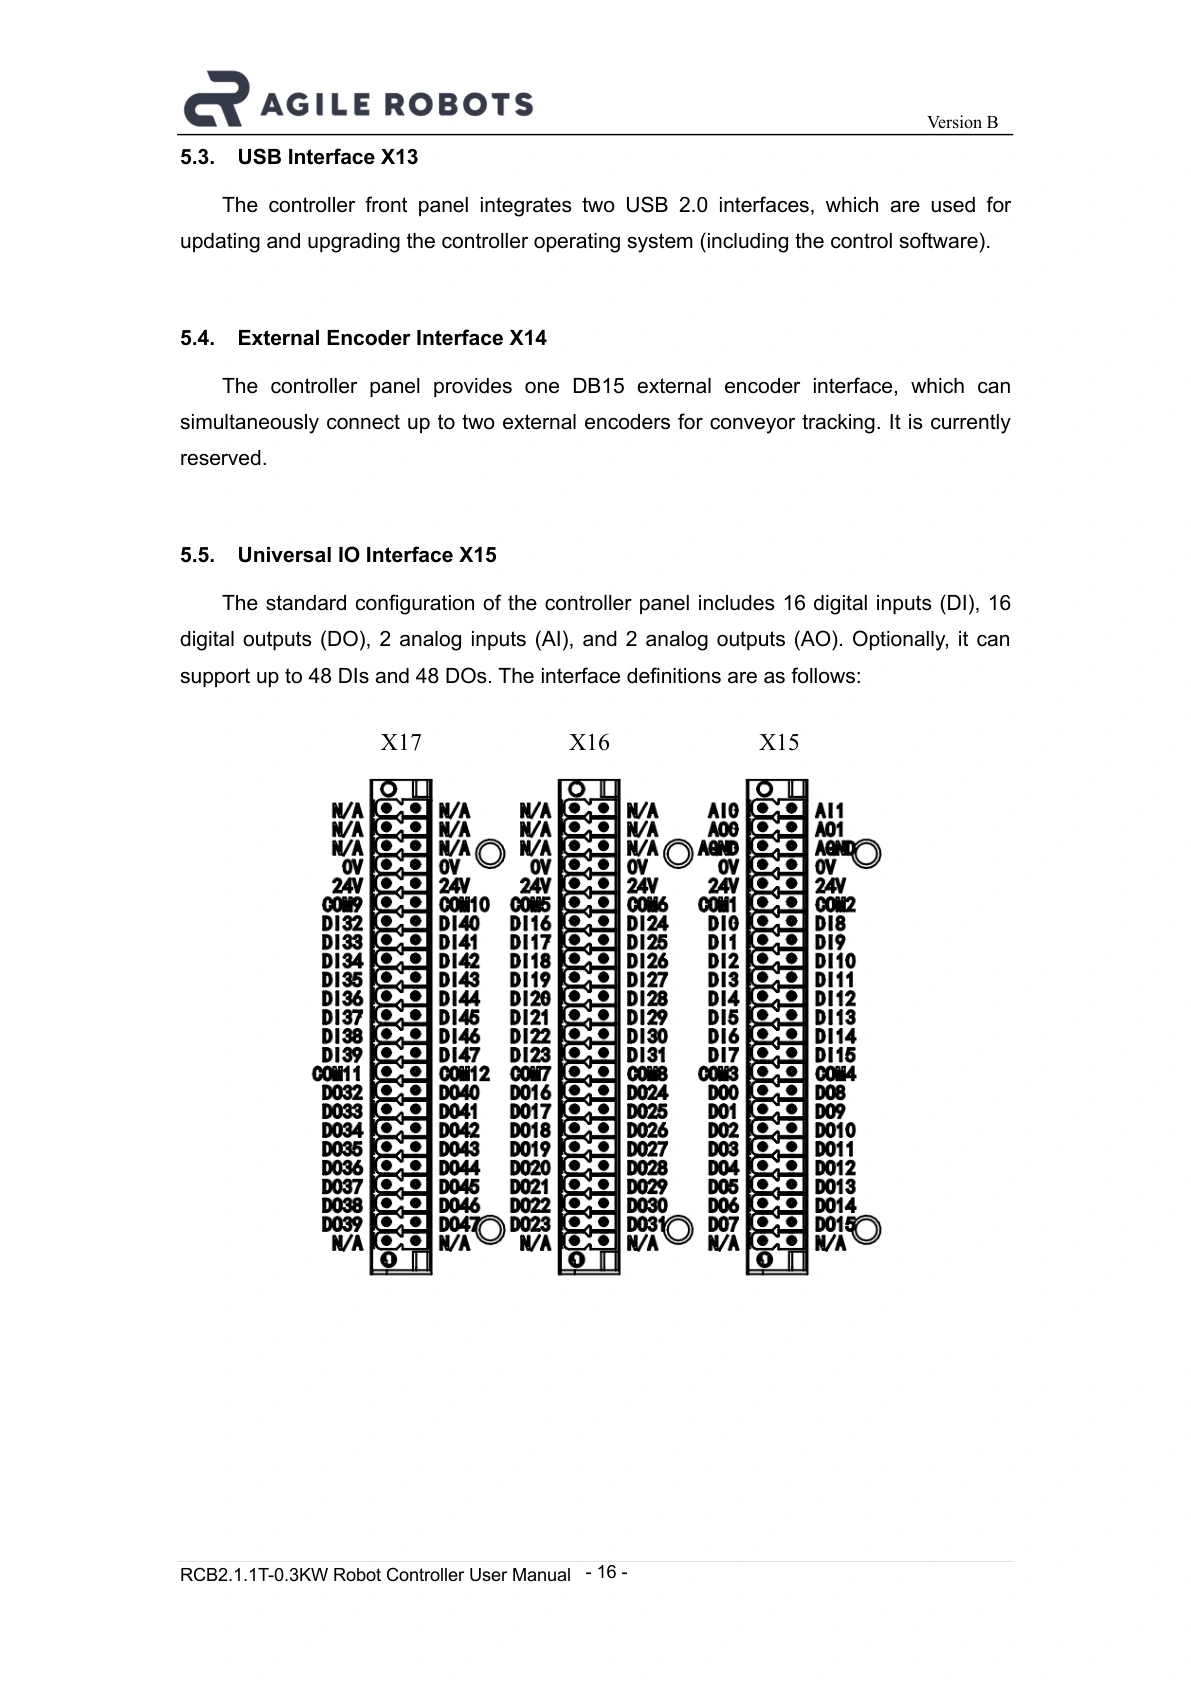 AGILE ROBOTS
Version B
5.3. USB Interface X13
The controller front panel integrates two USB 2.0 interfaces, which are used for
updating and upgrading the controller operating system (including the control software).
5.4. External Encoder Interface X14
The controller panel provides one DB15 external encoder interface, which can
simultaneously connect up to two external encoders for conveyor tracking. It is currently
reserved.
5.5. Universal IO Interface X15
The standard configuration of the controller panel includes 16 digital inputs (DI), 16
digital outputs (DO), 2 analog inputs (AI), and 2 analog outputs (AO). Optionally, it can
support up to 48 DIs and 48 DOs. The interface definitions are as follows:
X17 X16 X15
N/A N/A N/A N/A AI0 AI1
N/A N/A N/A N/A AO0 AO1
N/A N/A N/A N/A AGND AGND
0V 0V 0V 0V 0V 0V
24V 24V 24V 24V 24V 24V
COM9 COM10 COM5 COM6 COM1 COM2
DI32 DI40 DI16 DI24 DI0 DI8
DI33 DI41 DI17 DI25 DI1 DI9
DI34 DI42 DI18 DI26 DI2 DI10
DI35 DI43 DI19 DI27 DI3 DI11
DI36 DI44 DI20 DI28 DI4 DI12
DI37 DI45 DI21 DI29 DI5 DI13
DI38 DI46 DI22 DI30 DI6 DI14
DI39 DI47 DI23 DI31 DI7 DI15
COM11 COM12 COM7 COM8 COM3 COM4
DO32 DO40 DO16 DO24 DO0 DO8
DO33 DO41 DO17 DO25 DO1 DO9
DO34 DO42 DO18 DO26 DO2 DO10
DO35 DO43 DO19 DO27 DO3 DO11
DO36 DO44 DO20 DO28 DO4 DO12
DO37 DO45 DO21 DO29 DO5 DO13
DO38 DO46 DO22 DO30 DO6 DO14
DO39 DO47 DO23 DO31 DO7 DO15
N/A N/A N/A N/A N/A N/A
RCB2.1.1T-0.3KW Robot Controller User Manual - 16 -